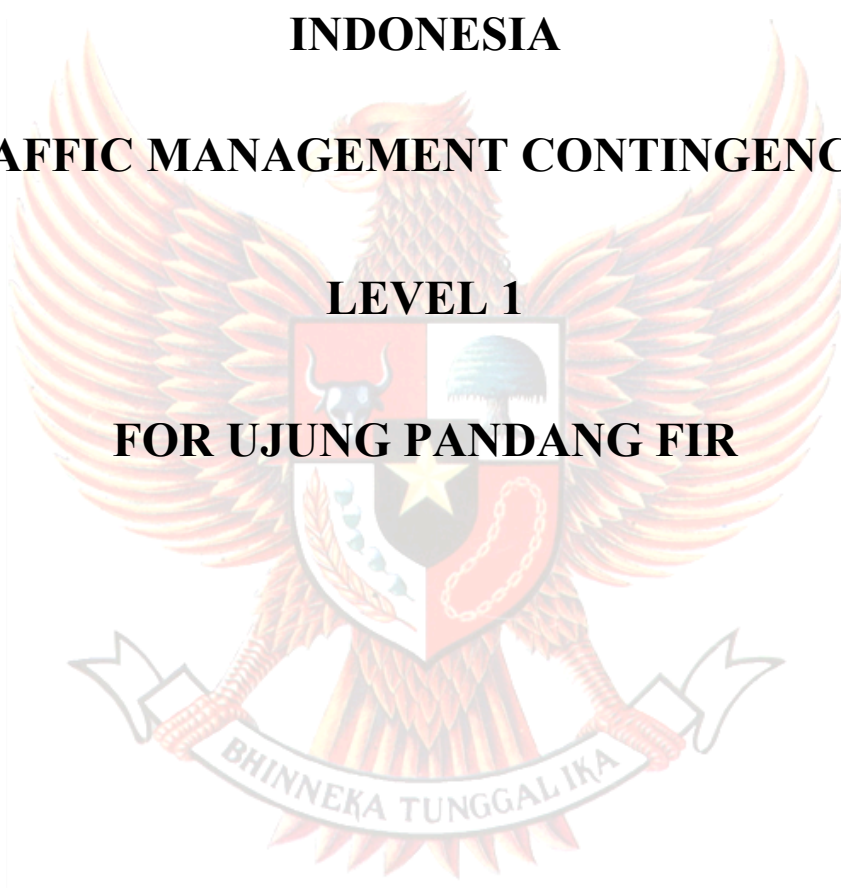 INDONESIA
AFFIC MANAGEMENT CONTINGENC
LEVEL 1
FOR UJUNG PANDANG FIR
BHINNEKA TUNGGAL IKA